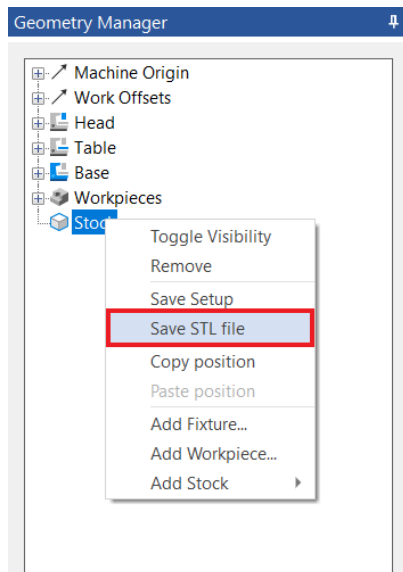 Geometry Manager
Machine Origin
Work Offsets
Head
Table
Base
Workpieces
Stock
Toggle Visibility
Remove
Save Setup
Save STL file
Copy position
Paste position
Add Fixture...
Add Workpiece...
Add Stock